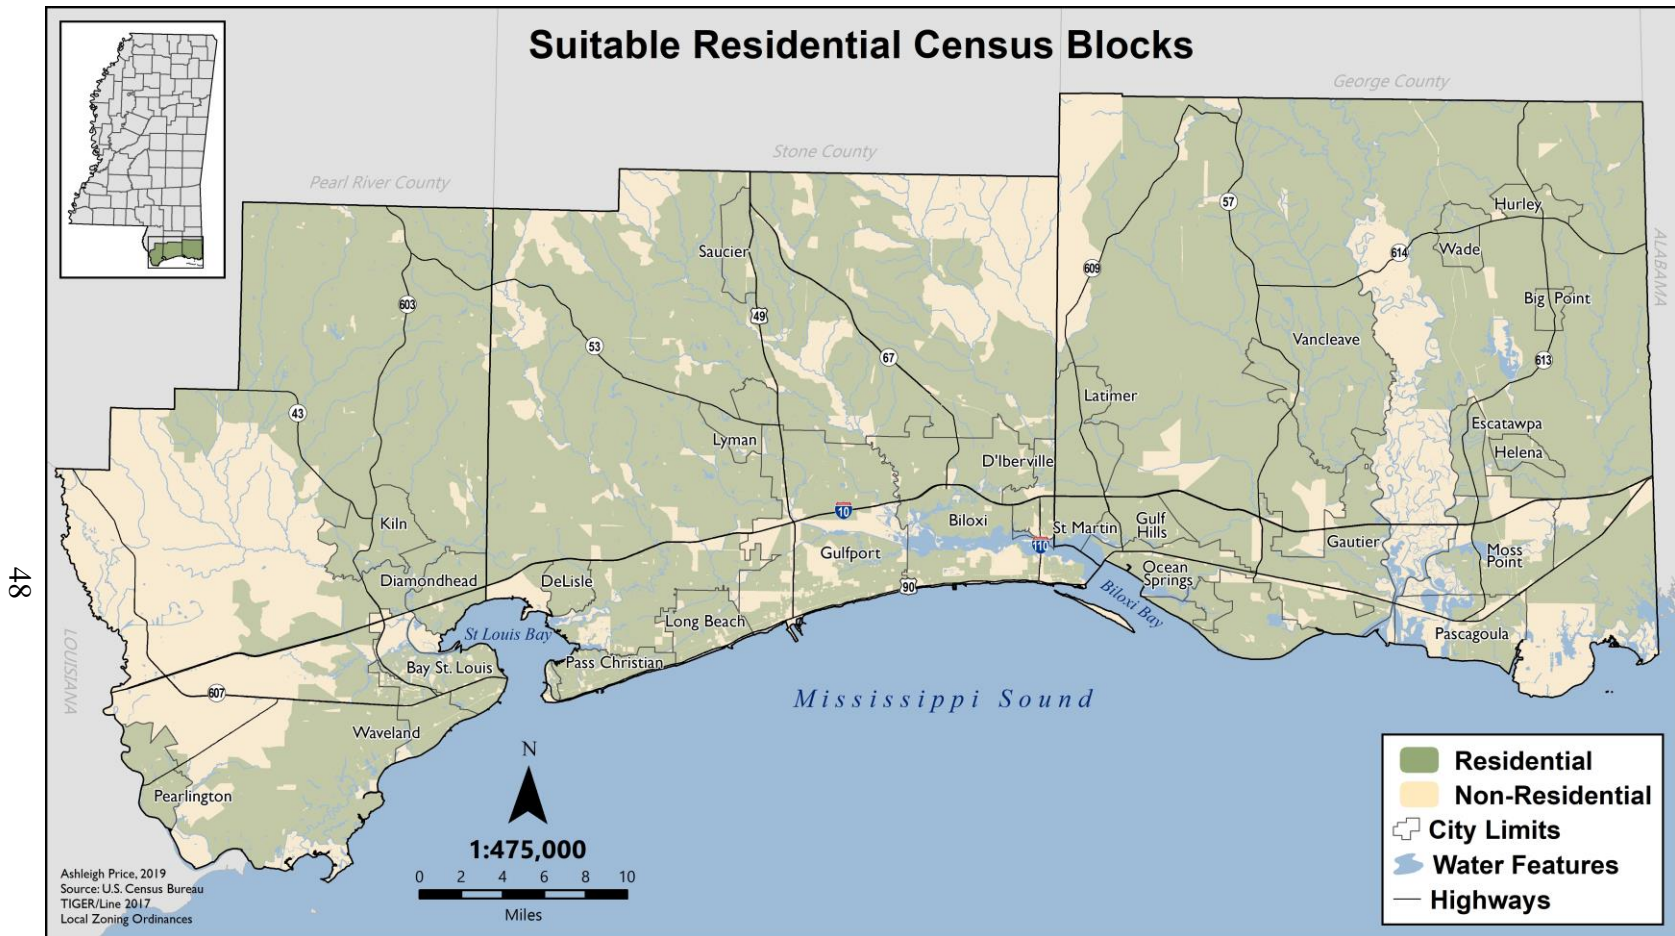 48
Suitable Residential Census Blocks
George County
Stone County
Pearl River County
ALABAMA
LOUISIANA
Hurley
57
614
Wade
Saucier
609
Big Point
603
49
Vancleave
53
67
613
Latimer
43
Escatawpa
Lyman
Helena
D'Iberville
10
Kiln
Biloxi
St Martin
Gulf
Hills
110
Gautier
Gulfport
Moss
Point
Diamondhead
DeLisle
90
Ocean
Springs
Biloxi Bay
Long Beach
St Louis Bay
Pascagoula
Bay St. Louis
Pass Christian
607
Mississippi Sound
Waveland
Pearlington
N
1:475,000
0 2 4 6 8 10
Miles
Residential
Non-Residential
City Limits
Water Features
Highways
Ashleigh Price, 2019
Source: U.S. Census Bureau
TIGER/Line 2017
Local Zoning Ordinances